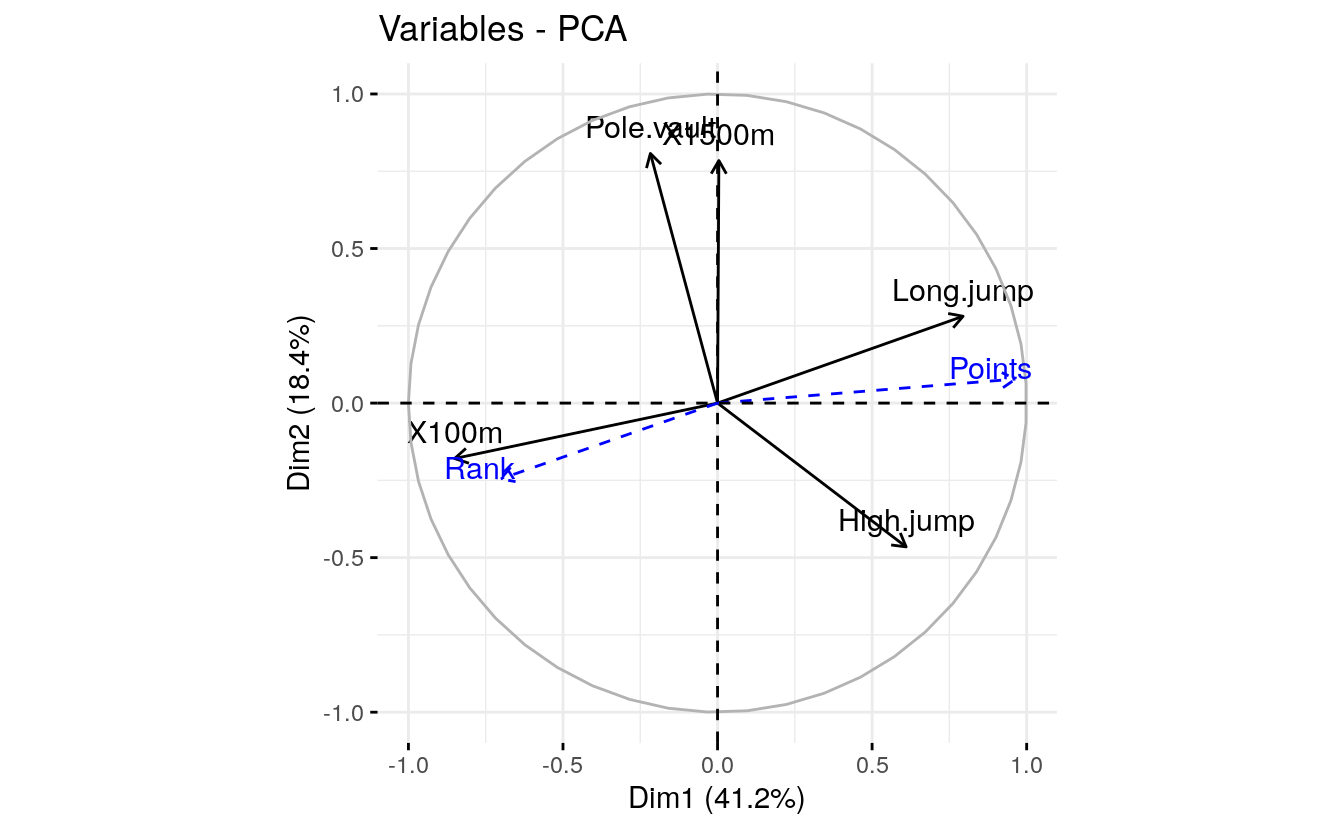 Variables - PCA
1.0
Pole.vault
X1500m
0.5
Long.jump
Points
0.0
X100m
Rank
High.jump
-0.5
-1.0
Dim2 (18.4%)
-1.0 -0.5 0.0 0.5 1.0
Dim1 (41.2%)